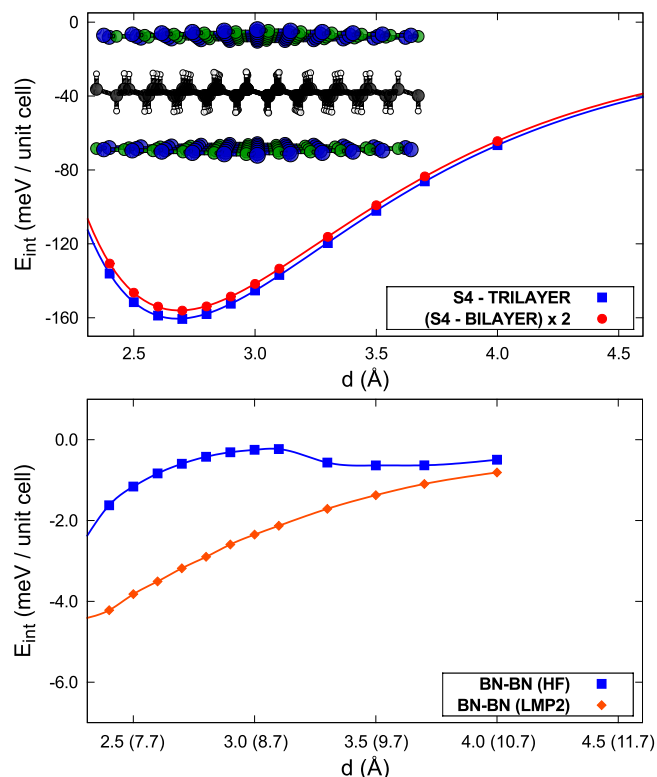 0
-40
-80
-120
-160
E_int (meV / unit cell)
S4 - TRILAYER
(S4 - BILAYER) x 2
2.5 3.0 3.5 4.0 4.5
d (Å)
0.0
-2.0
-4.0
-6.0
E_int (meV / unit cell)
BN-BN (HF)
BN-BN (LMP2)
2.5 (7.7) 3.0 (8.7) 3.5 (9.7) 4.0 (10.7) 4.5 (11.7)
d (Å)